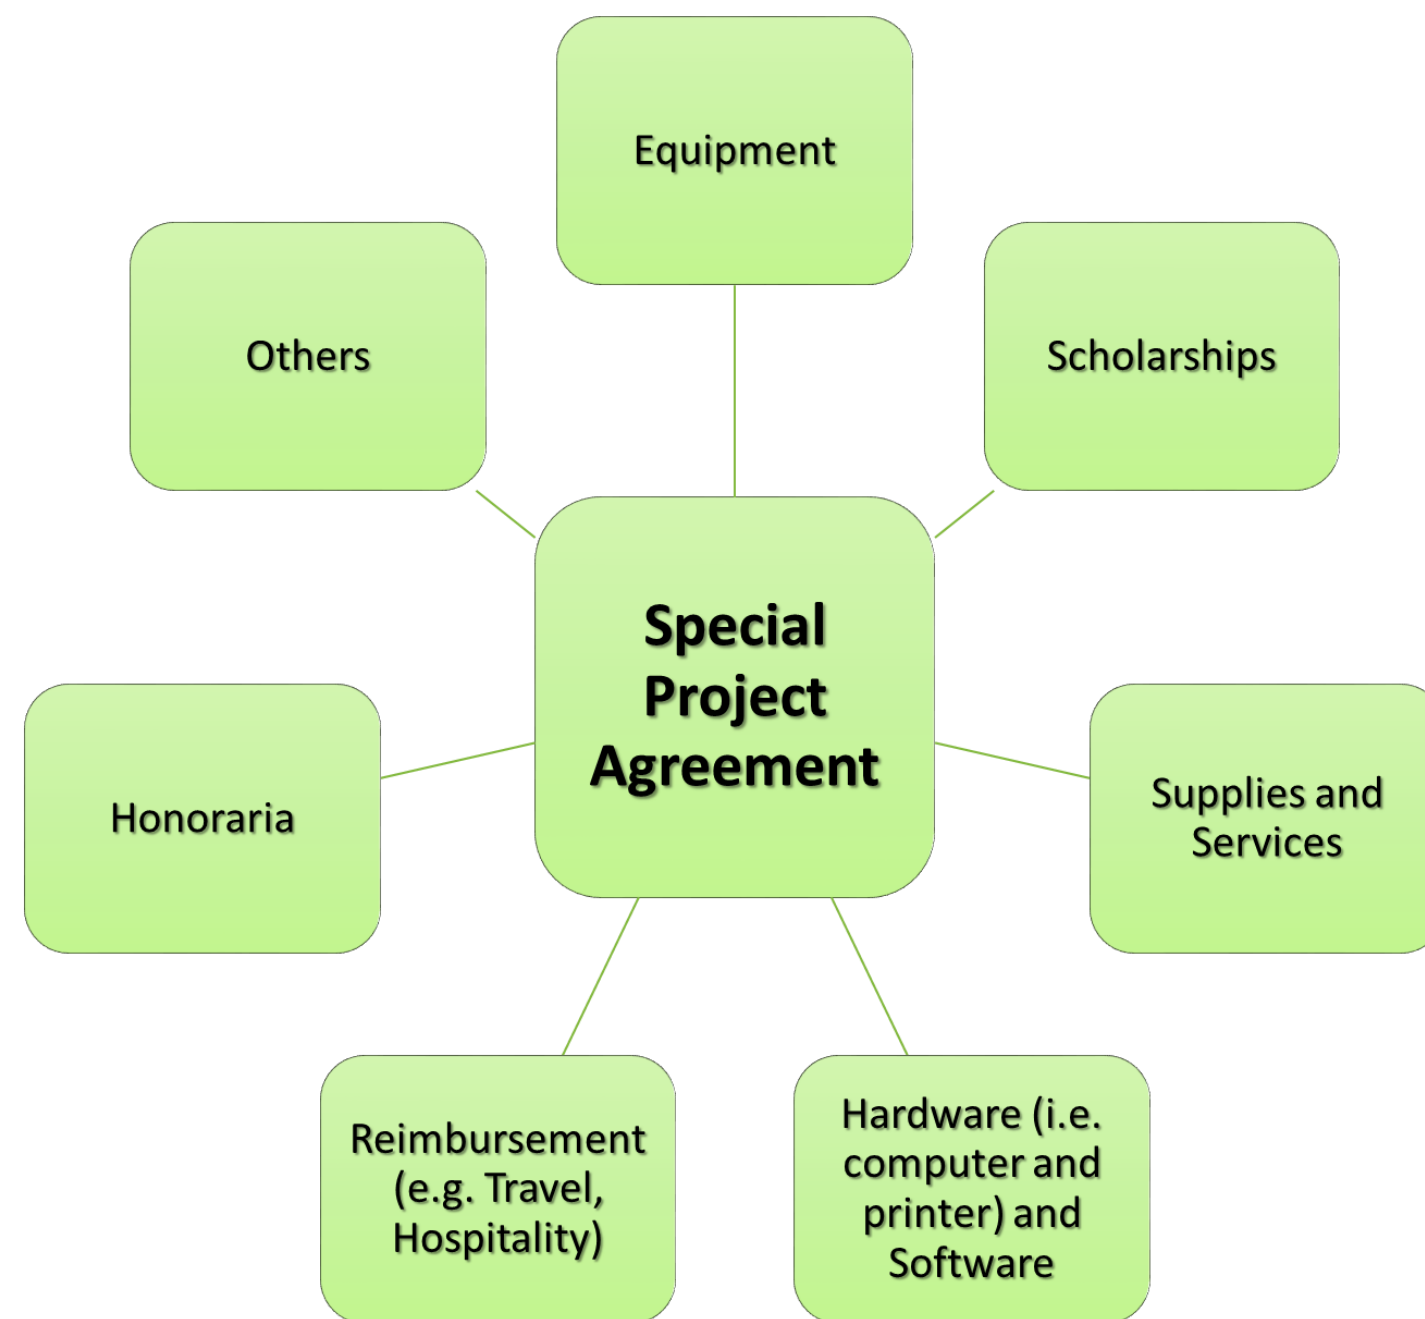 Equipment
Others
Scholarships
Special
Project
Agreement
Honoraria
Supplies and
Services
Reimbursement
(e.g. Travel,
Hospitality)
Hardware (i.e.
computer and
printer) and
Software